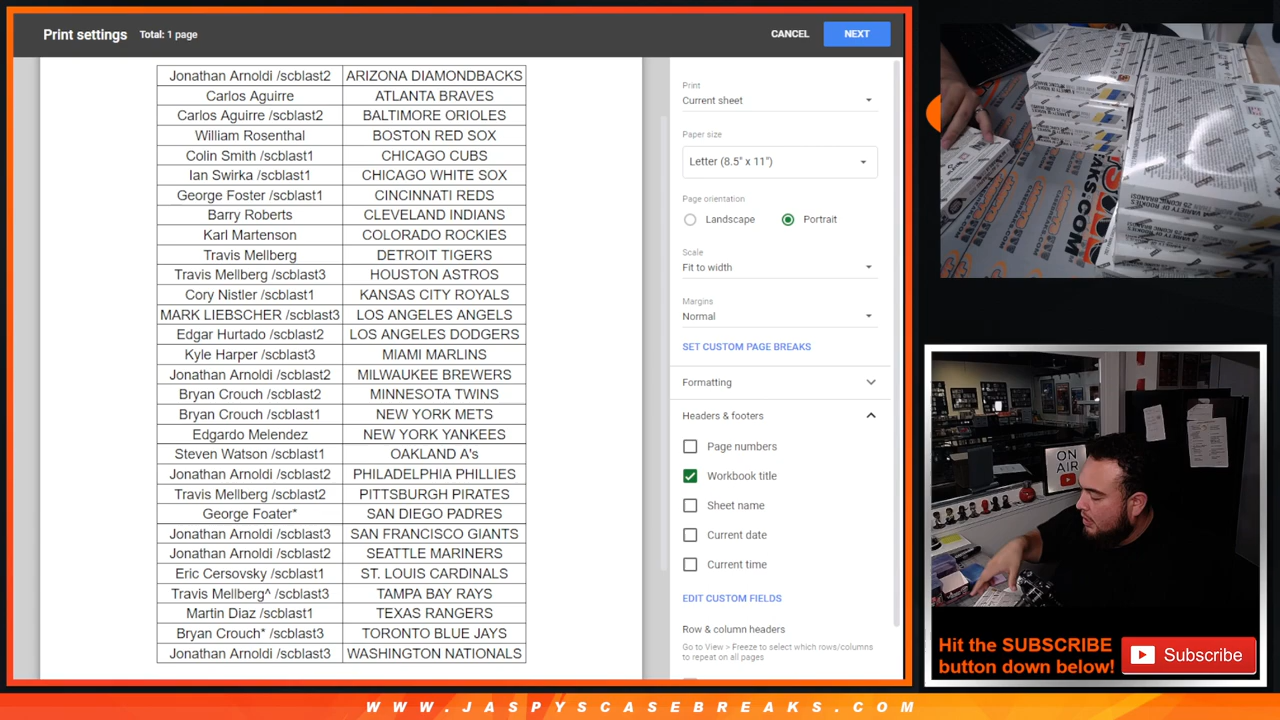 Print settings Total: 1 page CANCEL NEXT
Jonathan Arnoldi /scblast2 ARIZONA DIAMONDBACKS
Carlos Aguirre ATLANTA BRAVES
Carlos Aguirre /scblast2 BALTIMORE ORIOLES
William Rosenthal BOSTON RED SOX
Colin Smith /scblast1 CHICAGO CUBS
Ian Swirka /scblast1 CHICAGO WHITE SOX
George Foster /scblast1 CINCINNATI REDS
Barry Roberts CLEVELAND INDIANS
Karl Martenson COLORADO ROCKIES
Travis Mellberg DETROIT TIGERS
Travis Mellberg /scblast3 HOUSTON ASTROS
Cory Nistler /scblast1 KANSAS CITY ROYALS
MARK LIEBSCHER /scblast3 LOS ANGELES ANGELS
Edgar Hurtado /scblast2 LOS ANGELES DODGERS
Kyle Harper /scblast3 MIAMI MARLINS
Jonathan Arnoldi /scblast2 MILWAUKEE BREWERS
Bryan Crouch /scblast2 MINNESOTA TWINS
Bryan Crouch /scblast1 NEW YORK METS
Edgardo Melendez NEW YORK YANKEES
Steven Watson /scblast1 OAKLAND A's
Jonathan Arnoldi /scblast2 PHILADELPHIA PHILLIES
Travis Mellberg /scblast2 PITTSBURGH PIRATES
George Foater* SAN DIEGO PADRES
Jonathan Arnoldi /scblast3 SAN FRANCISCO GIANTS
Jonathan Arnoldi /scblast2 SEATTLE MARINERS
Eric Cersovsky /scblast1 ST. LOUIS CARDINALS
Travis Mellberg^ /scblast3 TAMPA BAY RAYS
Martin Diaz /scblast1 TEXAS RANGERS
Bryan Crouch* /scblast3 TORONTO BLUE JAYS
Jonathan Arnoldi /scblast3 WASHINGTON NATIONALS
Print
Current sheet
Paper size
Letter (8.5" x 11")
Page orientation
Landscape Portrait
Scale
Fit to width
Margins
Normal
SET CUSTOM PAGE BREAKS
Formatting
Headers & footers
Page numbers
Workbook title
Sheet name
Current date
Current time
EDIT CUSTOM FIELDS
Row & column headers
Go to View > Freeze to select which rows/columns
to repeat on all pages
ON
AIR
Hit the SUBSCRIBE
button down below!
Subscribe
WWW.JASPYSCASEBREAKS.COM